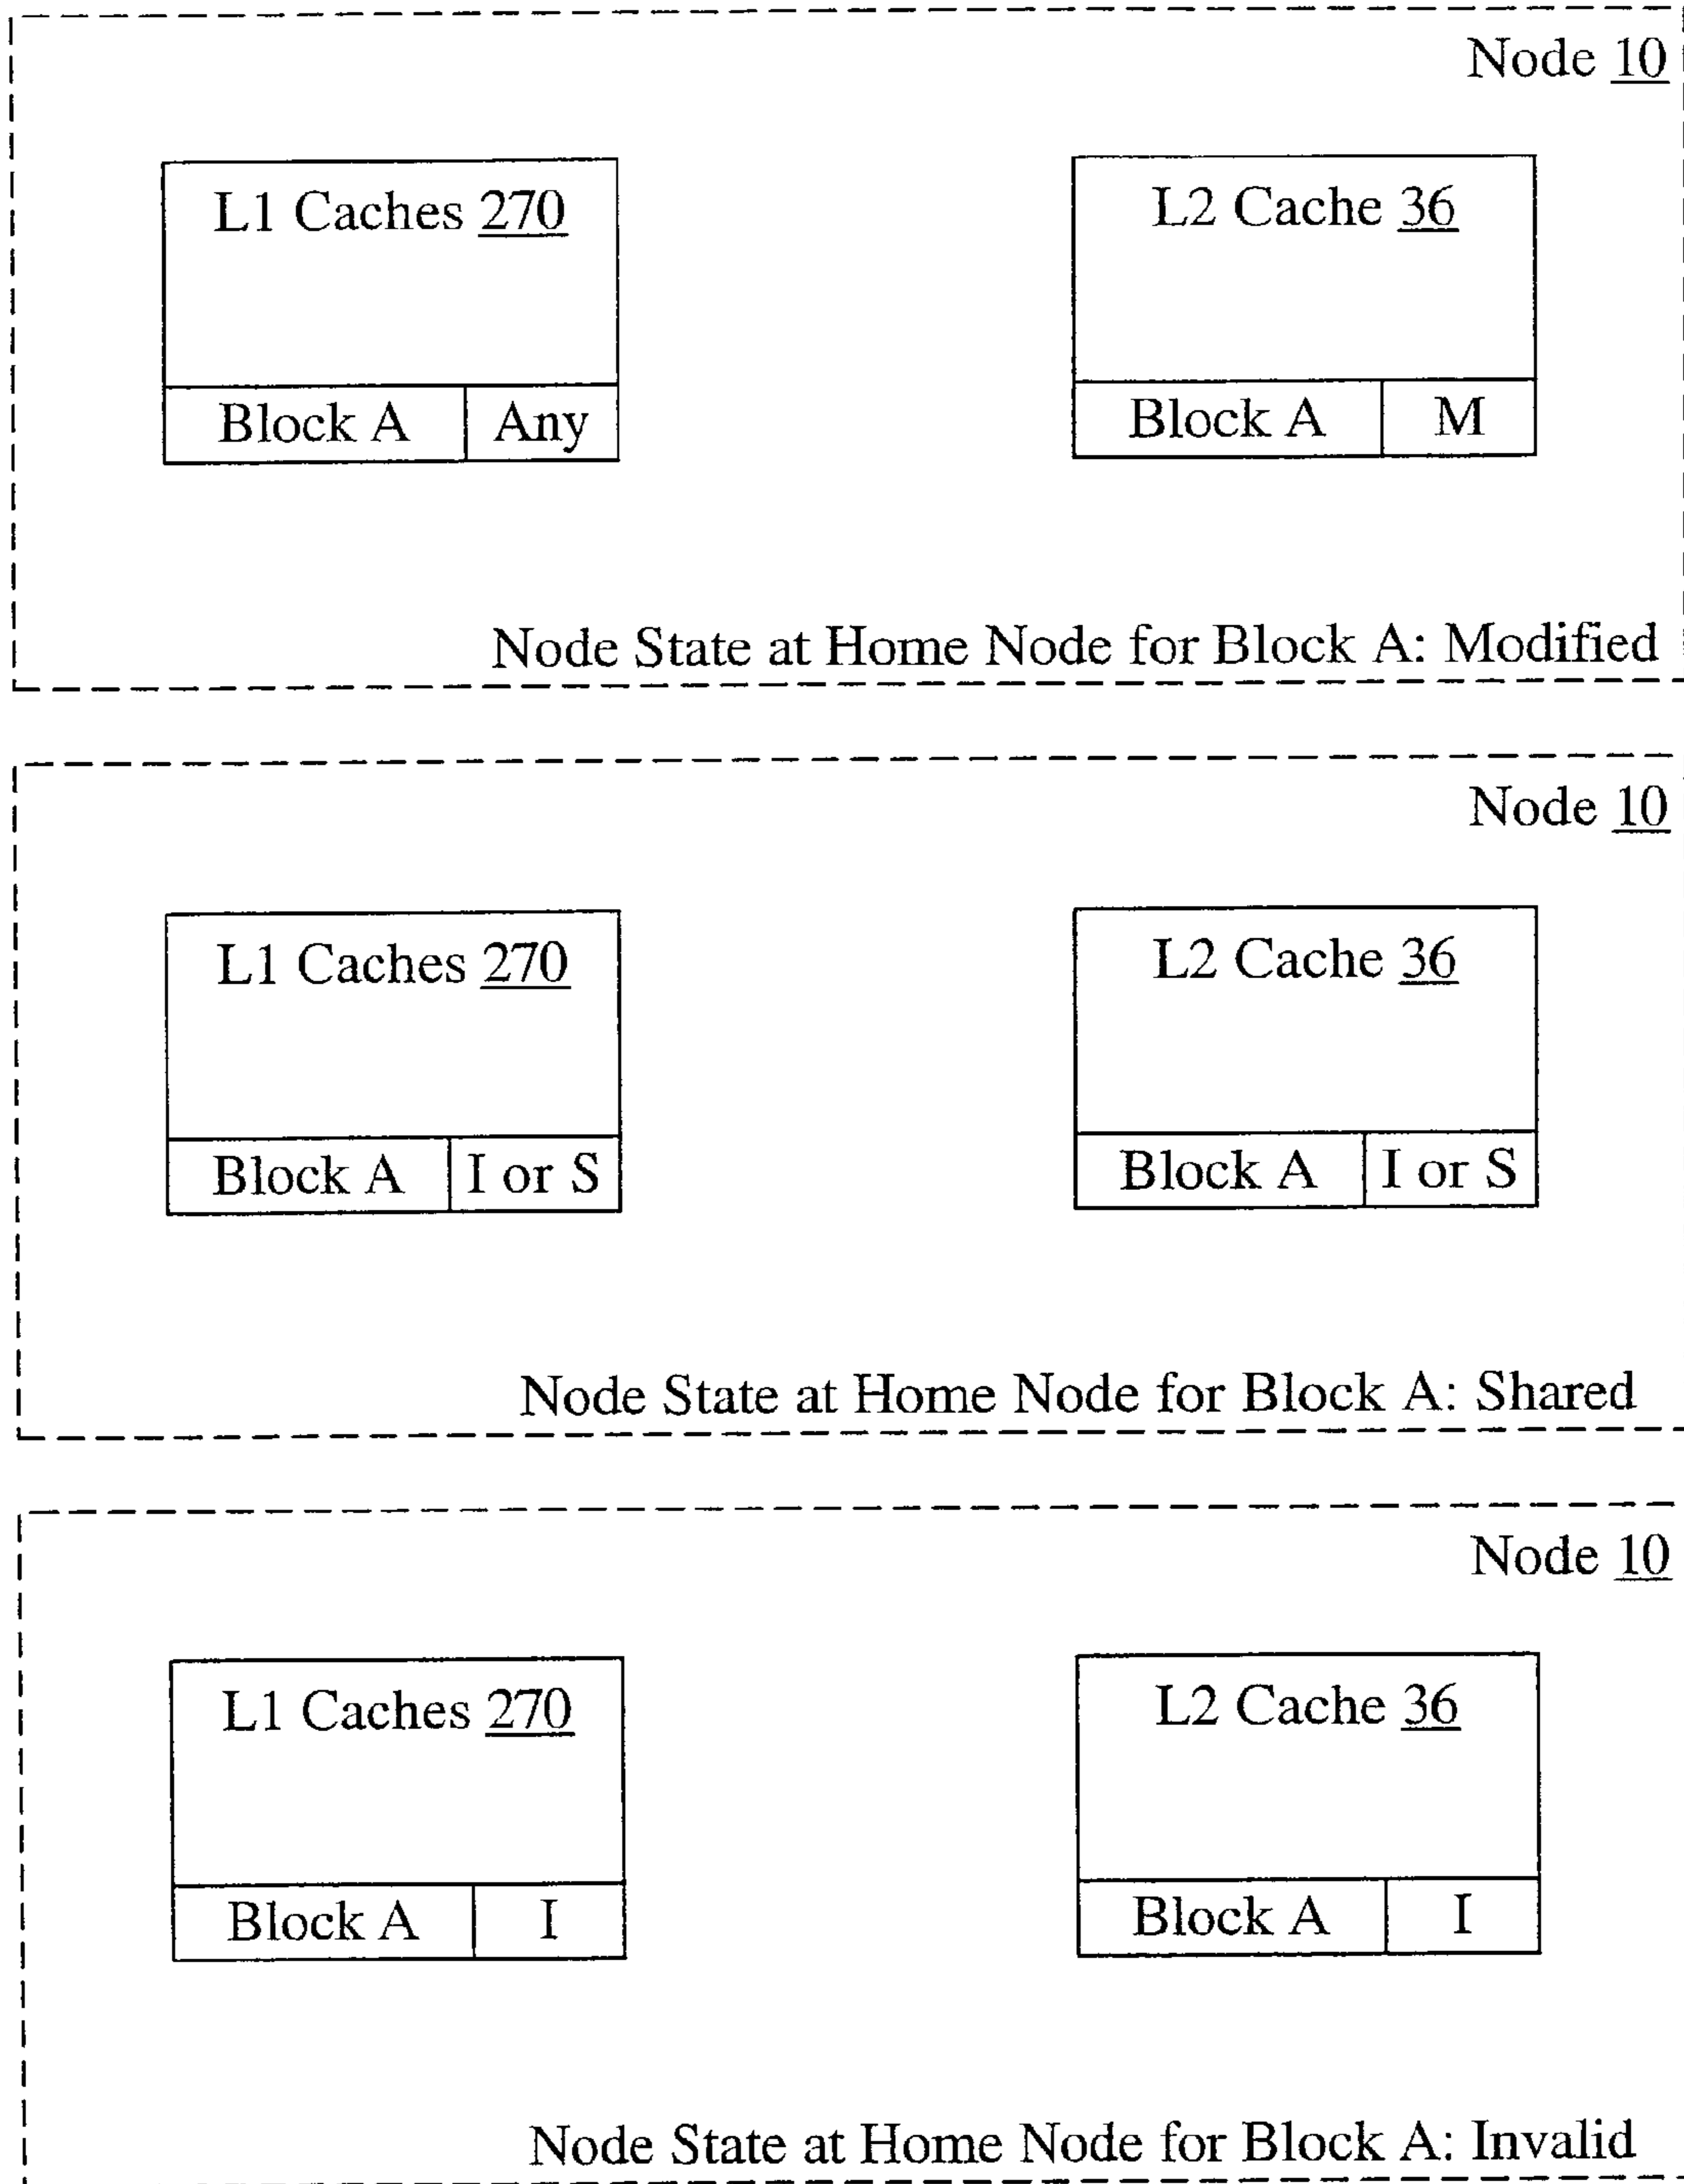 Node 10
L1 Caches 270
L2 Cache 36
Block A Any
Block A M
Node State at Home Node for Block A: Modified
Node 10
L1 Caches 270
L2 Cache 36
Block A I or S
Block A I or S
Node State at Home Node for Block A: Shared
Node 10
L1 Caches 270
L2 Cache 36
Block A I
Block A I
Node State at Home Node for Block A: Invalid